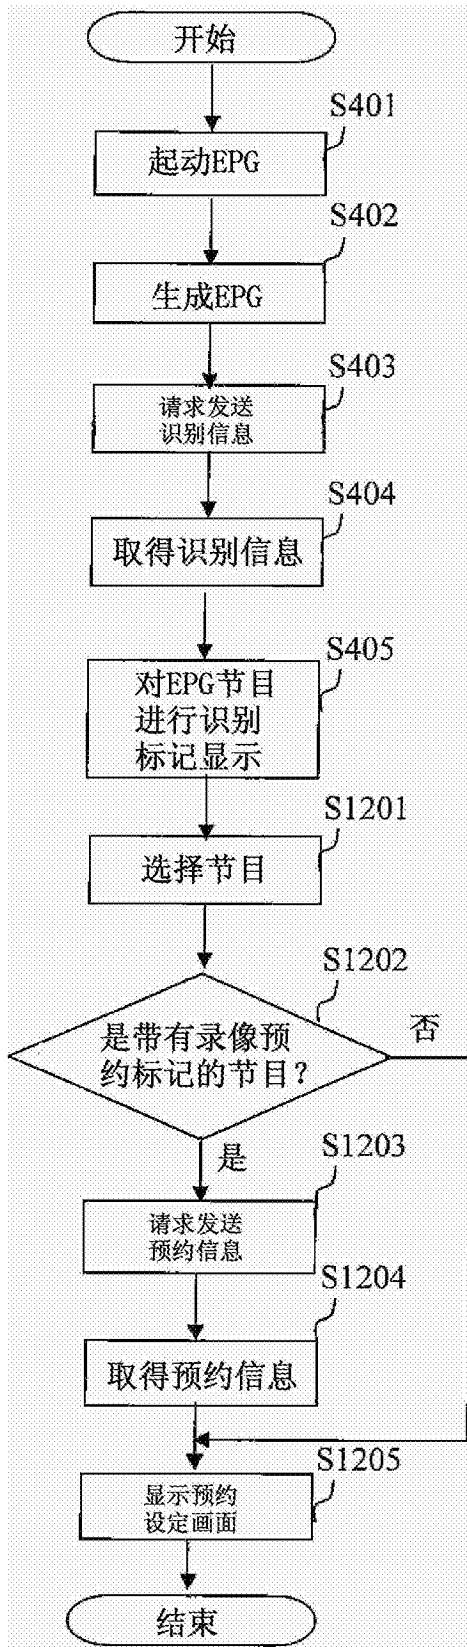 开始
S401
起动EPG
S402
生成EPG
S403
请求发送
识别信息
S404
取得识别信息
S405
对EPG节目
进行识别
标记显示
S1201
选择节目
S1202
是带有录像预
约标记的节目?
否
是
S1203
请求发送
预约信息
S1204
取得预约信息
S1205
显示预约
设定画面
结束